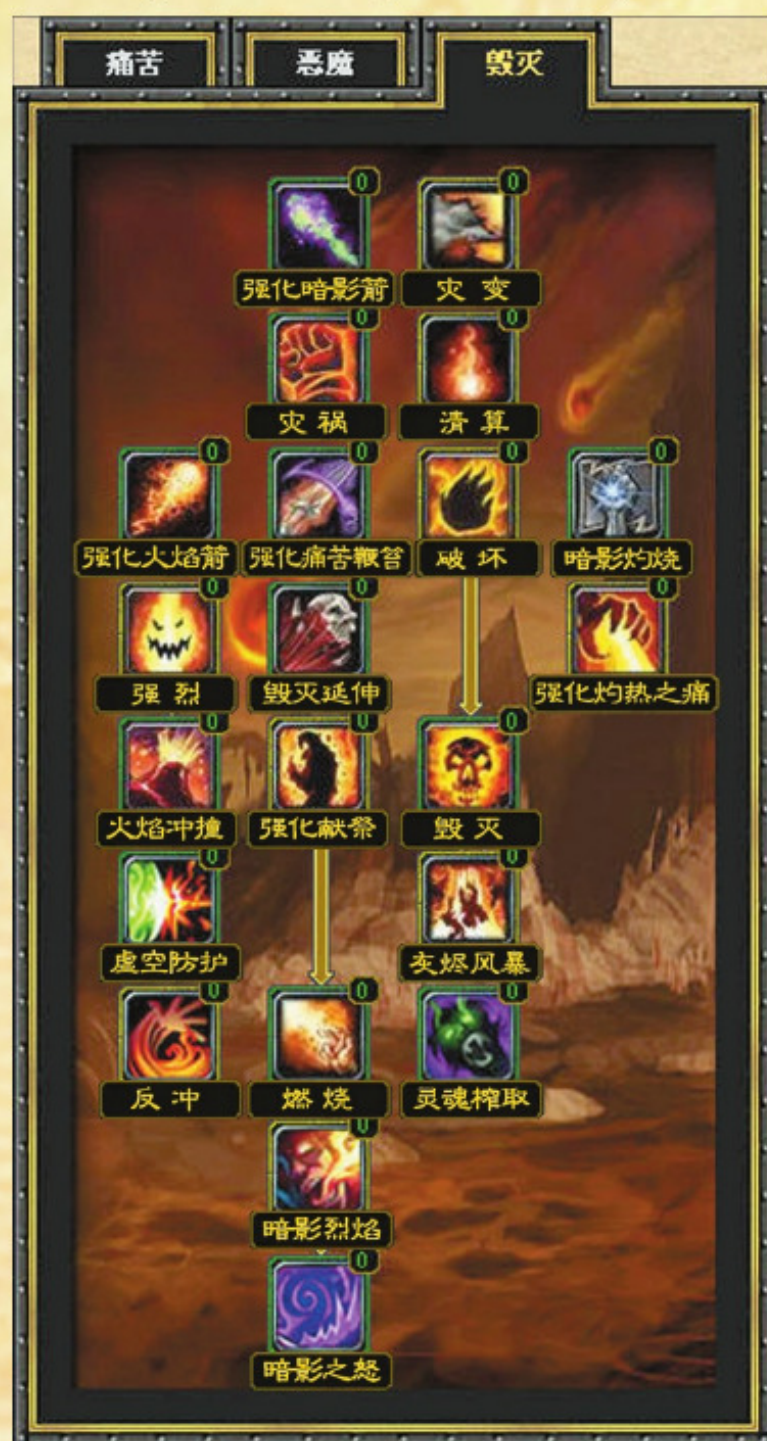 痛苦 恶魔 毁灭
0 0
强化暗影箭 灾变
0 0
灾祸 清算
0 0 0 0
强化火焰箭 强化痛苦鞭笞 破坏 暗影灼烧
0 0 0
强烈 毁灭延伸 强化灼热之痛
0 0 0
火焰冲撞 强化献祭 毁灭
0 0
虚空防护 灰烬风暴
0 0 0
反冲 燃烧 灵魂榨取
0
暗影烈焰
0
暗影之怒